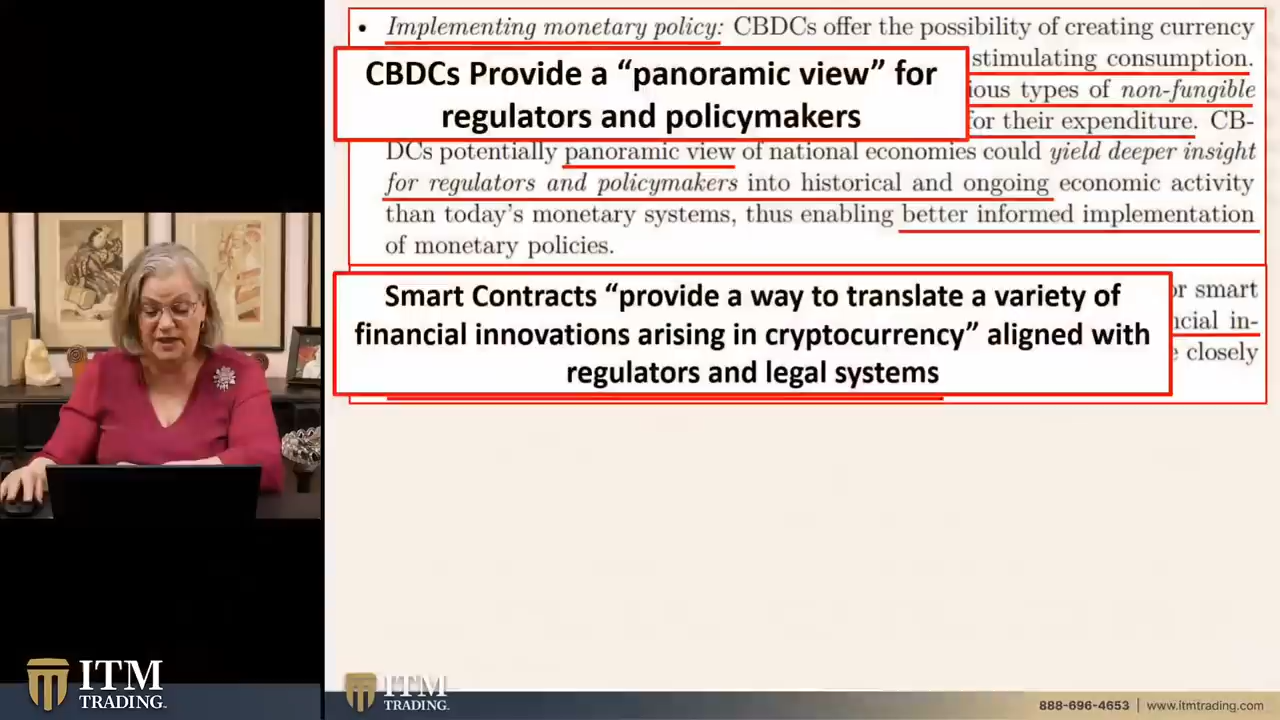 • Implementing monetary policy: CBDCs offer the possibility of creating currency
CBDCs Provide a “panoramic view” for
regulators and policymakers
stimulating consumption.
ious types of non-fungible
for their expenditure. CB-
DCs potentially panoramic view of national economies could yield deeper insight
for regulators and policymakers into historical and ongoing economic activity
than today’s monetary systems, thus enabling better informed implementation
of monetary policies.
Smart Contracts “provide a way to translate a variety of
financial innovations arising in cryptocurrency” aligned with
regulators and legal systems
or smart
ncial in-
closely
ITM
TRADING.
ITM
TRADING.
888-696-4653 | www.itmtrading.com